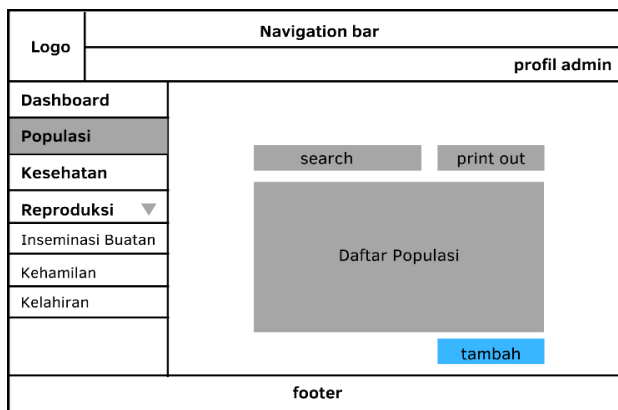 Logo
Navigation bar
profil admin
Dashboard
Populasi
Kesehatan
Reproduksi
Inseminasi Buatan
Kehamilan
Kelahiran
search
print out
Daftar Populasi
tambah
footer